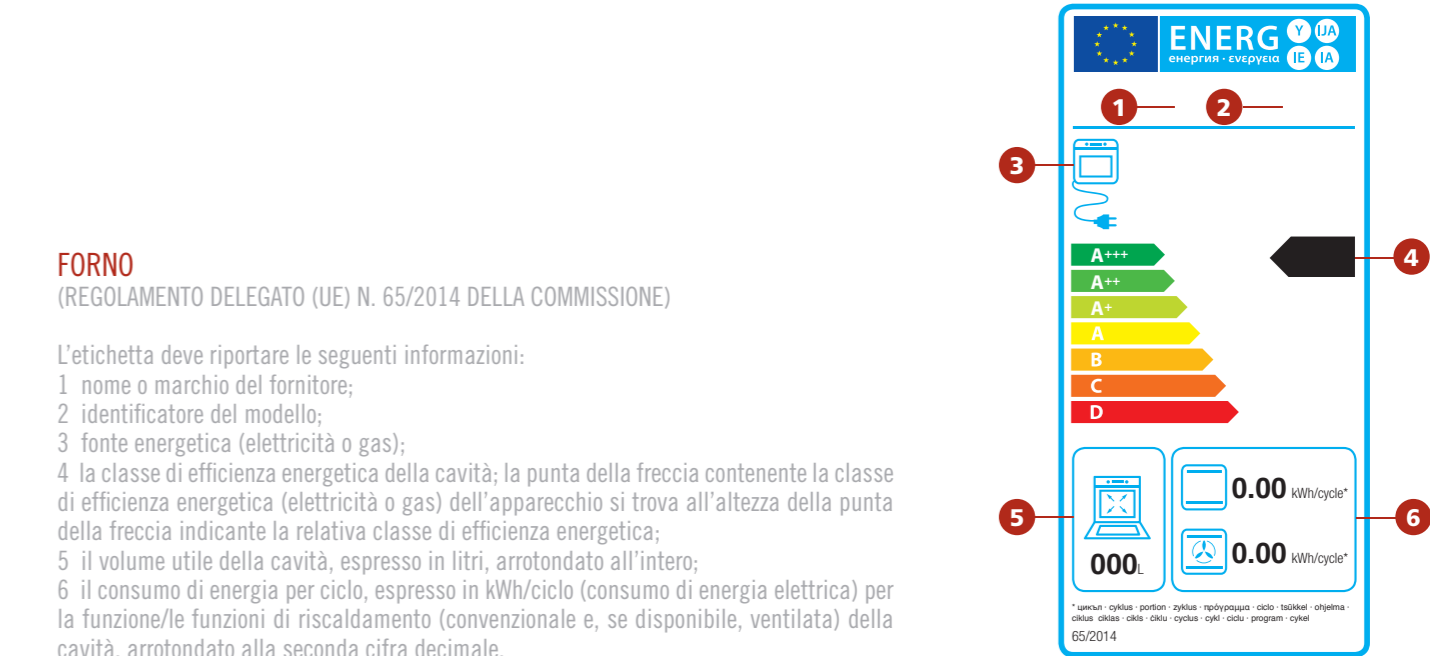 FORNO
(REGOLAMENTO DELEGATO (UE) N. 65/2014 DELLA COMMISSIONE)
L'etichetta deve riportare le seguenti informazioni:
1 nome o marchio del fornitore;
2 identificatore del modello;
3 fonte energetica (elettricità o gas);
4 la classe di efficienza energetica della cavità; la punta della freccia contenente la classe
di efficienza energetica (elettricità o gas) dell'apparecchio si trova all'altezza della punta
della freccia indicante la relativa classe di efficienza energetica;
5 il volume utile della cavità, espresso in litri, arrotondato all'intero;
6 il consumo di energia per ciclo, espresso in kWh/ciclo (consumo di energia elettrica) per
la funzione/le funzioni di riscaldamento (convenzionale e, se disponibile, ventilata) della
cavità, arrotondato alla seconda cifra decimale.
ENERG Y IJA
енергия · ενεργεια IE IA
1 2
3
A+++
4
A++
A+
A
B
C
D
0.00 kWh/cycle*
5
6
0.00 kWh/cycle*
000L
* цикъл · cyklus · portion · zyklus · πρόγραμμα · ciclo · tsükkel · ohjelma ·
ciklus ciklas · cikls · ċiklu · cyclus · cykl · ciclu · program · cykel
65/2014